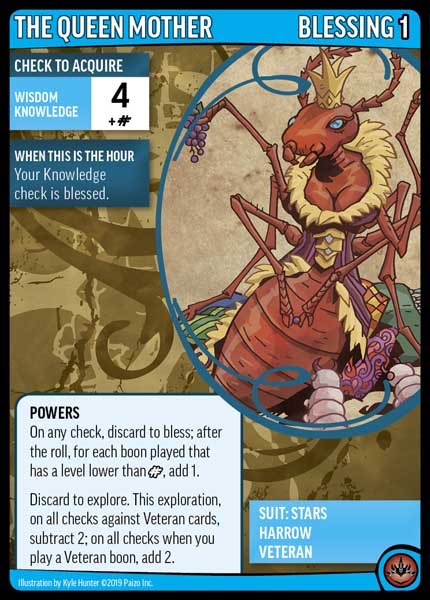 THE QUEEN MOTHER BLESSING 1
CHECK TO ACQUIRE
WISDOM
KNOWLEDGE
4
+#
WHEN THIS IS THE HOUR
Your Knowledge
check is blessed.
POWERS
On any check, discard to bless; after
the roll, for each boon played that
has a level lower than #, add 1.
Discard to explore. This exploration,
on all checks against Veteran cards,
subtract 2; on all checks when you
play a Veteran boon, add 2.
SUIT: STARS
HARROW
VETERAN
Illustration by Kyle Hunter ©2019 Paizo Inc.